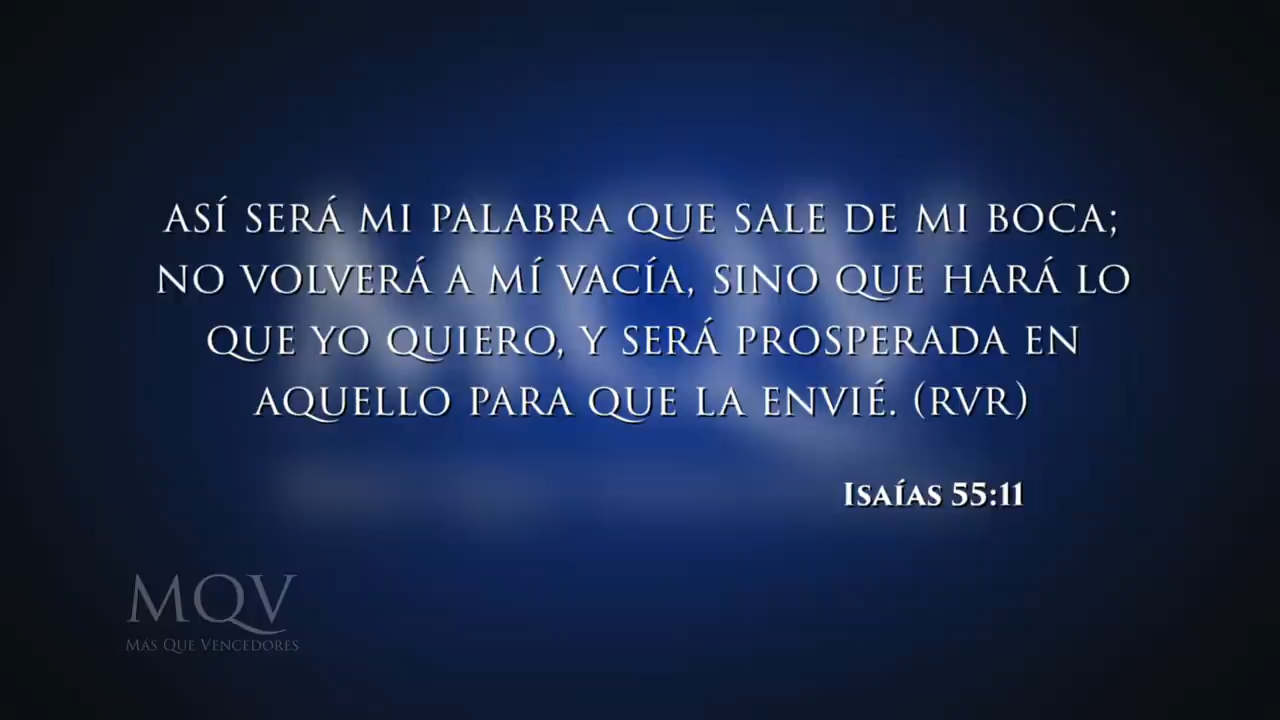 ASÍ SERÁ MI PALABRA QUE SALE DE MI BOCA;
NO VOLVERÁ A MÍ VACÍA, SINO QUE HARÁ LO
QUE YO QUIERO, Y SERÁ PROSPERADA EN
AQUELLO PARA QUE LA ENVIÉ. (RVR)
ISAÍAS 55:11
MQV
MÁS QUE VENCEDORES